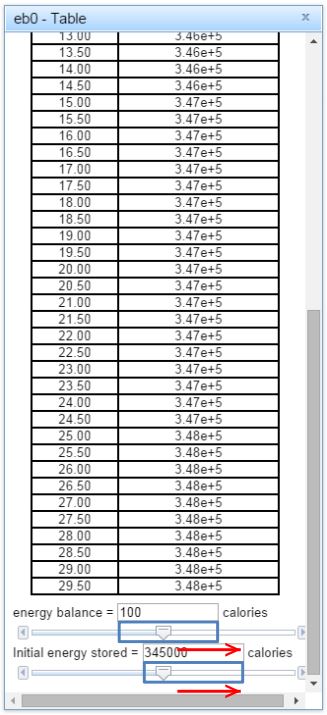 eb0 - Table x
13.00 3.46e+5
13.50 3.46e+5
14.00 3.46e+5
14.50 3.46e+5
15.00 3.47e+5
15.50 3.47e+5
16.00 3.47e+5
16.50 3.47e+5
17.00 3.47e+5
17.50 3.47e+5
18.00 3.47e+5
18.50 3.47e+5
19.00 3.47e+5
19.50 3.47e+5
20.00 3.47e+5
20.50 3.47e+5
21.00 3.47e+5
21.50 3.47e+5
22.00 3.47e+5
22.50 3.47e+5
23.00 3.47e+5
23.50 3.47e+5
24.00 3.47e+5
24.50 3.47e+5
25.00 3.48e+5
25.50 3.48e+5
26.00 3.48e+5
26.50 3.48e+5
27.00 3.48e+5
27.50 3.48e+5
28.00 3.48e+5
28.50 3.48e+5
29.00 3.48e+5
29.50 3.48e+5
energy balance = 100 calories
Initial energy stored = 345000 calories